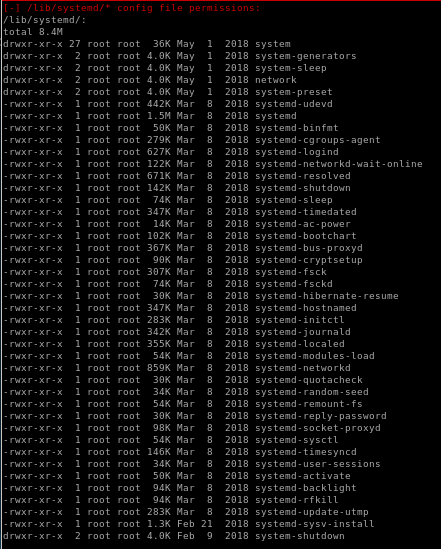 [-] /lib/systemd/* config file permissions:
/lib/systemd/:
total 8.4M
drwxr-xr-x 27 root root  36K May  1  2018 system
drwxr-xr-x  2 root root 4.0K May  1  2018 system-generators
drwxr-xr-x  2 root root 4.0K May  1  2018 system-sleep
drwxr-xr-x  2 root root 4.0K May  1  2018 network
drwxr-xr-x  2 root root 4.0K May  1  2018 system-preset
-rwxr-xr-x  1 root root 442K Mar  8  2018 systemd-udevd
-rwxr-xr-x  1 root root 1.5M Mar  8  2018 systemd
-rwxr-xr-x  1 root root  50K Mar  8  2018 systemd-binfmt
-rwxr-xr-x  1 root root 279K Mar  8  2018 systemd-cgroups-agent
-rwxr-xr-x  1 root root 627K Mar  8  2018 systemd-logind
-rwxr-xr-x  1 root root 122K Mar  8  2018 systemd-networkd-wait-online
-rwxr-xr-x  1 root root 671K Mar  8  2018 systemd-resolved
-rwxr-xr-x  1 root root 142K Mar  8  2018 systemd-shutdown
-rwxr-xr-x  1 root root  74K Mar  8  2018 systemd-sleep
-rwxr-xr-x  1 root root 347K Mar  8  2018 systemd-timedated
-rwxr-xr-x  1 root root  14K Mar  8  2018 systemd-ac-power
-rwxr-xr-x  1 root root 102K Mar  8  2018 systemd-bootchart
-rwxr-xr-x  1 root root 367K Mar  8  2018 systemd-bus-proxyd
-rwxr-xr-x  1 root root  90K Mar  8  2018 systemd-cryptsetup
-rwxr-xr-x  1 root root 307K Mar  8  2018 systemd-fsck
-rwxr-xr-x  1 root root  74K Mar  8  2018 systemd-fsckd
-rwxr-xr-x  1 root root  30K Mar  8  2018 systemd-hibernate-resume
-rwxr-xr-x  1 root root 347K Mar  8  2018 systemd-hostnamed
-rwxr-xr-x  1 root root 283K Mar  8  2018 systemd-initctl
-rwxr-xr-x  1 root root 342K Mar  8  2018 systemd-journald
-rwxr-xr-x  1 root root 355K Mar  8  2018 systemd-localed
-rwxr-xr-x  1 root root  54K Mar  8  2018 systemd-modules-load
-rwxr-xr-x  1 root root 859K Mar  8  2018 systemd-networkd
-rwxr-xr-x  1 root root  30K Mar  8  2018 systemd-quotacheck
-rwxr-xr-x  1 root root  34K Mar  8  2018 systemd-random-seed
-rwxr-xr-x  1 root root  54K Mar  8  2018 systemd-remount-fs
-rwxr-xr-x  1 root root  30K Mar  8  2018 systemd-reply-password
-rwxr-xr-x  1 root root  98K Mar  8  2018 systemd-socket-proxyd
-rwxr-xr-x  1 root root  54K Mar  8  2018 systemd-sysctl
-rwxr-xr-x  1 root root 146K Mar  8  2018 systemd-timesyncd
-rwxr-xr-x  1 root root  34K Mar  8  2018 systemd-user-sessions
-rwxr-xr-x  1 root root  50K Mar  8  2018 systemd-activate
-rwxr-xr-x  1 root root  94K Mar  8  2018 systemd-backlight
-rwxr-xr-x  1 root root  94K Mar  8  2018 systemd-rfkill
-rwxr-xr-x  1 root root 283K Mar  8  2018 systemd-update-utmp
-rwxr-xr-x  1 root root 1.3K Feb 21  2018 systemd-sysv-install
drwxr-xr-x  2 root root 4.0K Feb  9  2018 system-shutdown